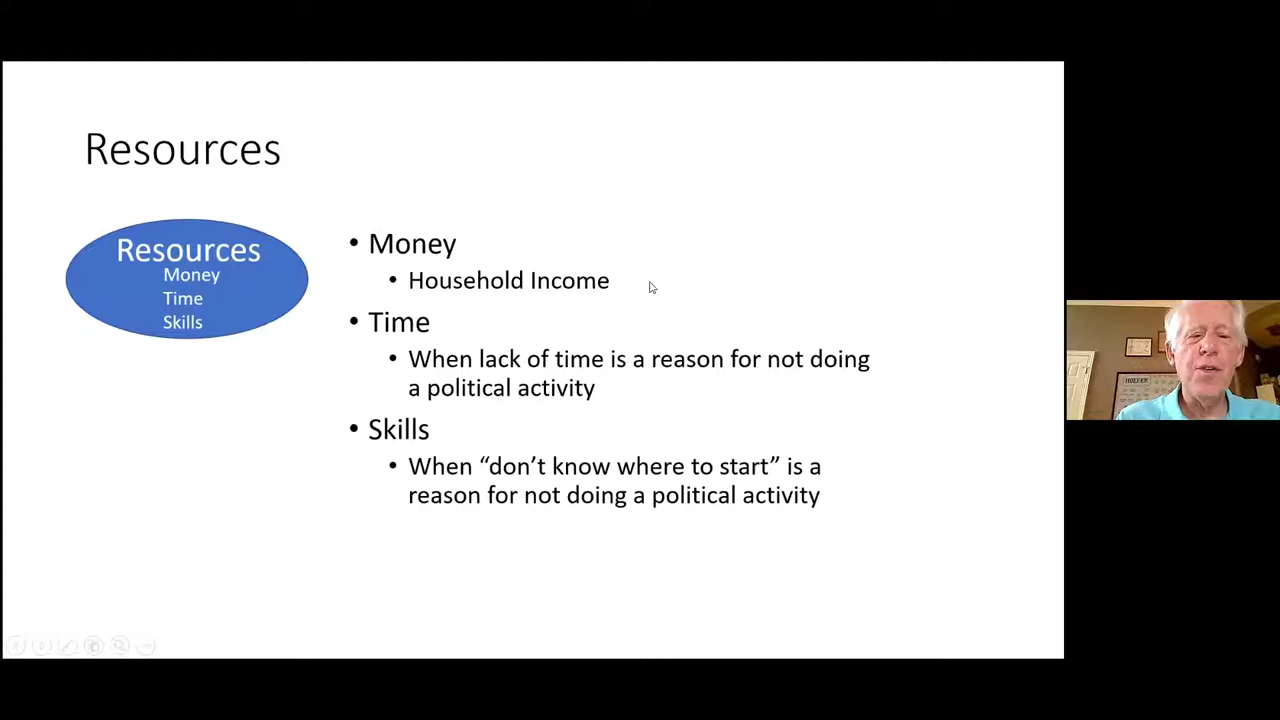 Resources
Resources
Money
Time
Skills
• Money
• Household Income
• Time
• When lack of time is a reason for not doing
a political activity
• Skills
• When “don’t know where to start” is a
reason for not doing a political activity
HOEFER